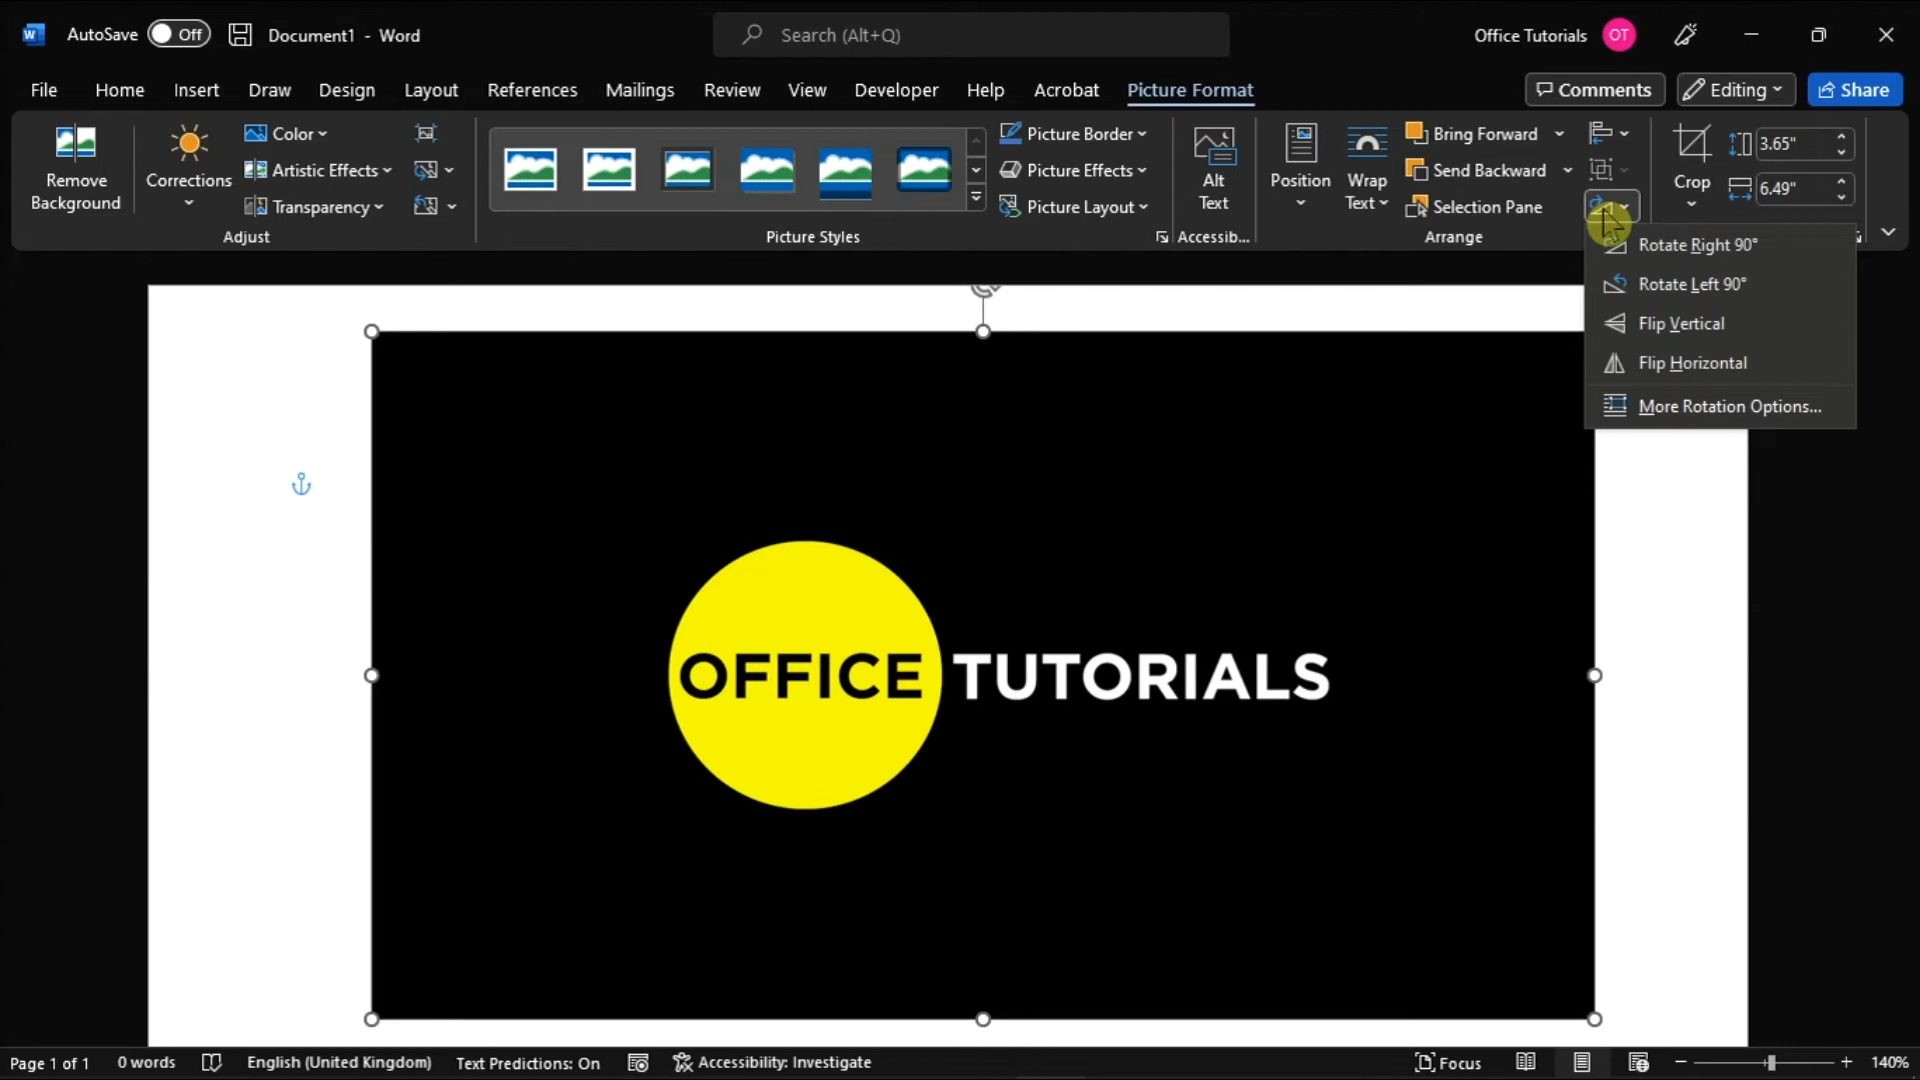 AutoSave Off Document1 - Word Search (Alt+Q) Office Tutorials OT
File Home Insert Draw Design Layout References Mailings Review View Developer Help Acrobat Picture Format Comments Editing Share
Remove
Background
Corrections
Color
Artistic Effects
Transparency
Adjust
Picture Styles
Picture Border
Picture Effects
Picture Layout
Alt
Text
Accessib...
Position
Wrap
Text
Bring Forward
Send Backward
Selection Pane
Arrange
Crop
3.65"
6.49"
Rotate Right 90°
Rotate Left 90°
Flip Vertical
Flip Horizontal
More Rotation Options...
OFFICE TUTORIALS
Page 1 of 1 0 words English (United Kingdom) Text Predictions: On Accessibility: Investigate Focus 140%